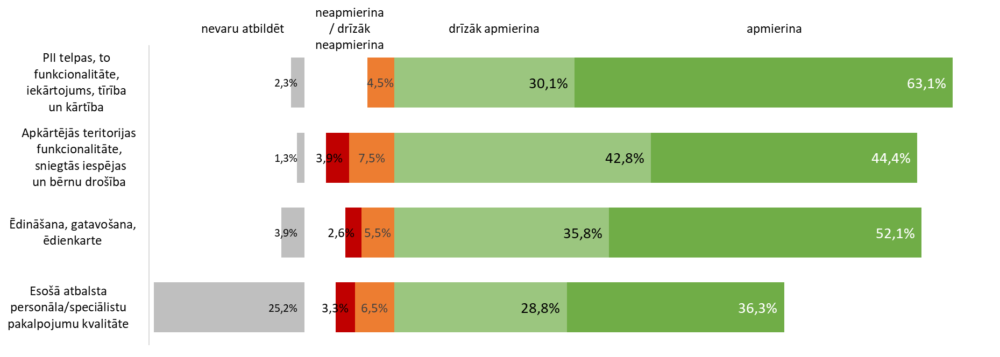 nevaru atbildēt
neapmierina
/ drīzāk
neapmierina
drīzāk apmierina
apmierina
PII telpas, to
funkcionalitāte,
iekārtojums, tīrība
un kārtība
2,3%
4,5%
30,1%
63,1%
Apkārtējās teritorijas
funkcionalitāte,
sniegtās iespējas
un bērnu drošība
1,3%
3,9%
7,5%
42,8%
44,4%
Ēdināšana, gatavošana,
ēdienkarte
3,9%
2,6%
5,5%
35,8%
52,1%
Esošā atbalsta
personāla/speciālistu
pakalpojumu kvalitāte
25,2%
3,3%
6,5%
28,8%
36,3%